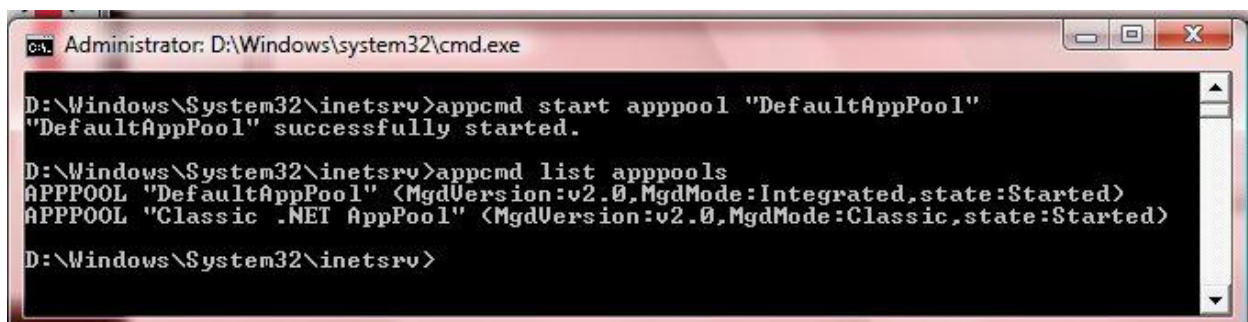 Administrator: D:\Windows\system32\cmd.exe
D:\Windows\System32\inetsrv>appcmd start apppool "DefaultAppPool"
"DefaultAppPool" successfully started.
D:\Windows\System32\inetsrv>appcmd list apppools
APPPOOL "DefaultAppPool" (MgdVersion:v2.0,MgdMode:Integrated,state:Started)
APPPOOL "Classic .NET AppPool" (MgdVersion:v2.0,MgdMode:Classic,state:Started)
D:\Windows\System32\inetsrv>